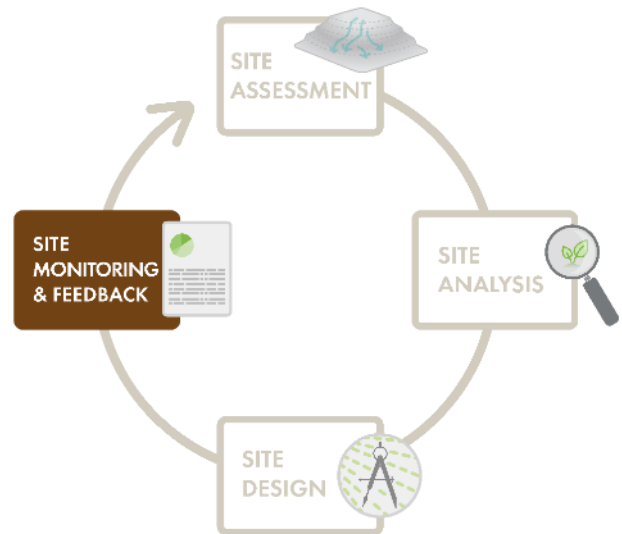 SITE
ASSESSMENT
SITE
ANALYSIS
SITE
DESIGN
SITE
MONITORING
& FEEDBACK